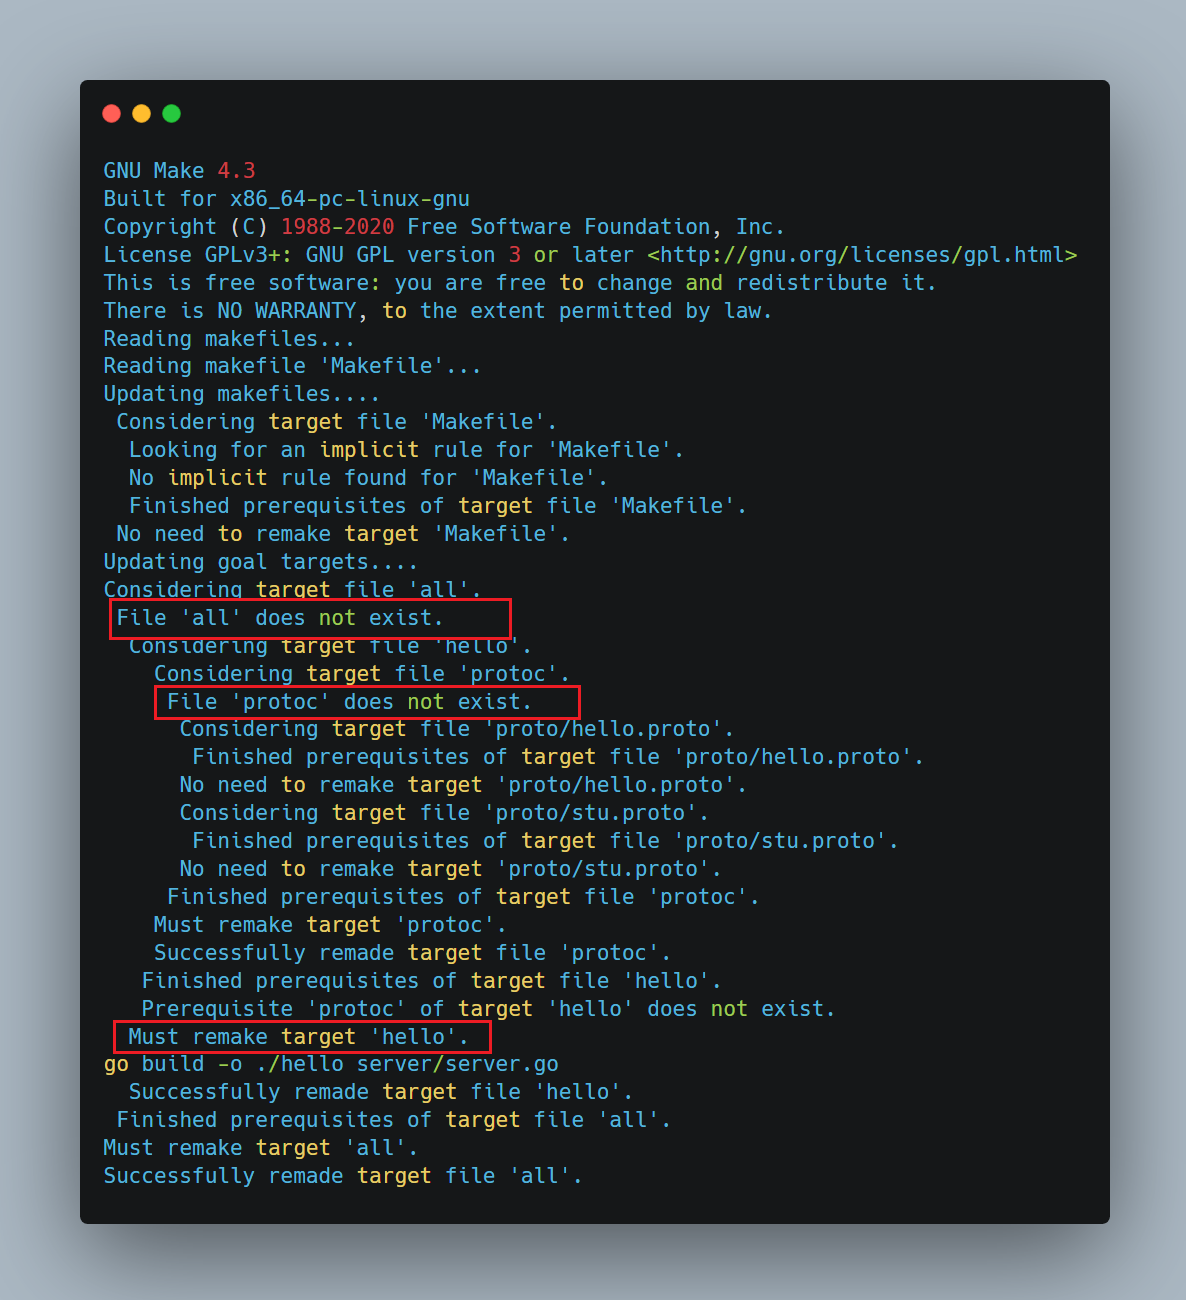 GNU Make 4.3
Built for x86_64-pc-linux-gnu
Copyright (C) 1988-2020 Free Software Foundation, Inc.
License GPLv3+: GNU GPL version 3 or later <http://gnu.org/licenses/gpl.html>
This is free software: you are free to change and redistribute it.
There is NO WARRANTY, to the extent permitted by law.
Reading makefiles...
Reading makefile 'Makefile'...
Updating makefiles....
 Considering target file 'Makefile'.
  Looking for an implicit rule for 'Makefile'.
  No implicit rule found for 'Makefile'.
  Finished prerequisites of target file 'Makefile'.
 No need to remake target 'Makefile'.
Updating goal targets....
Considering target file 'all'.
 File 'all' does not exist.
  Considering target file 'hello'.
    Considering target file 'protoc'.
     File 'protoc' does not exist.
      Considering target file 'proto/hello.proto'.
       Finished prerequisites of target file 'proto/hello.proto'.
      No need to remake target 'proto/hello.proto'.
      Considering target file 'proto/stu.proto'.
       Finished prerequisites of target file 'proto/stu.proto'.
      No need to remake target 'proto/stu.proto'.
     Finished prerequisites of target file 'protoc'.
    Must remake target 'protoc'.
    Successfully remade target file 'protoc'.
   Finished prerequisites of target file 'hello'.
   Prerequisite 'protoc' of target 'hello' does not exist.
  Must remake target 'hello'.
go build -o ./hello server/server.go
  Successfully remade target file 'hello'.
 Finished prerequisites of target file 'all'.
Must remake target 'all'.
Successfully remade target file 'all'.